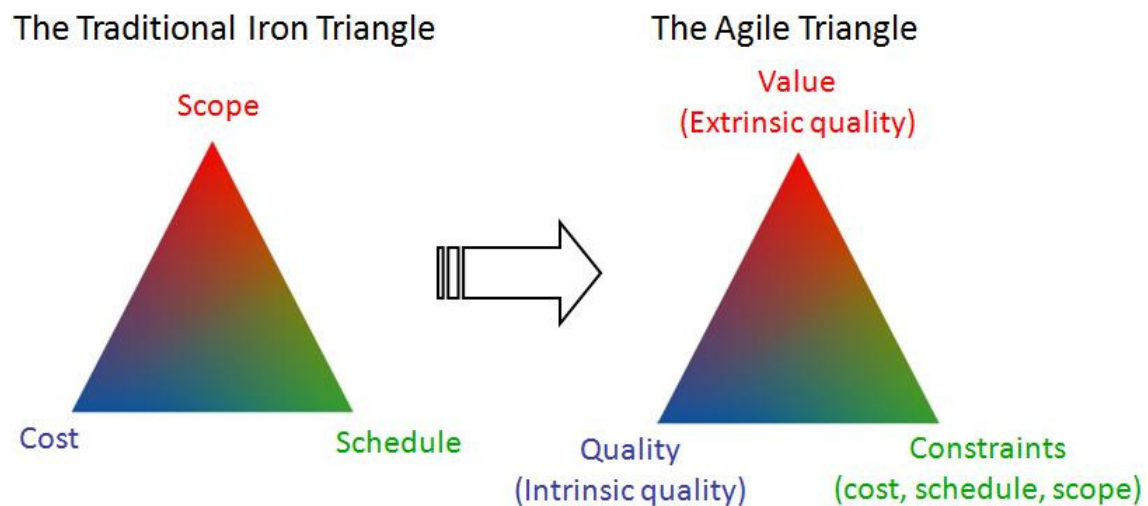 The Traditional Iron Triangle
Scope
Cost
Schedule
The Agile Triangle
Value
(Extrinsic quality)
Quality
(Intrinsic quality)
Constraints
(cost, schedule, scope)